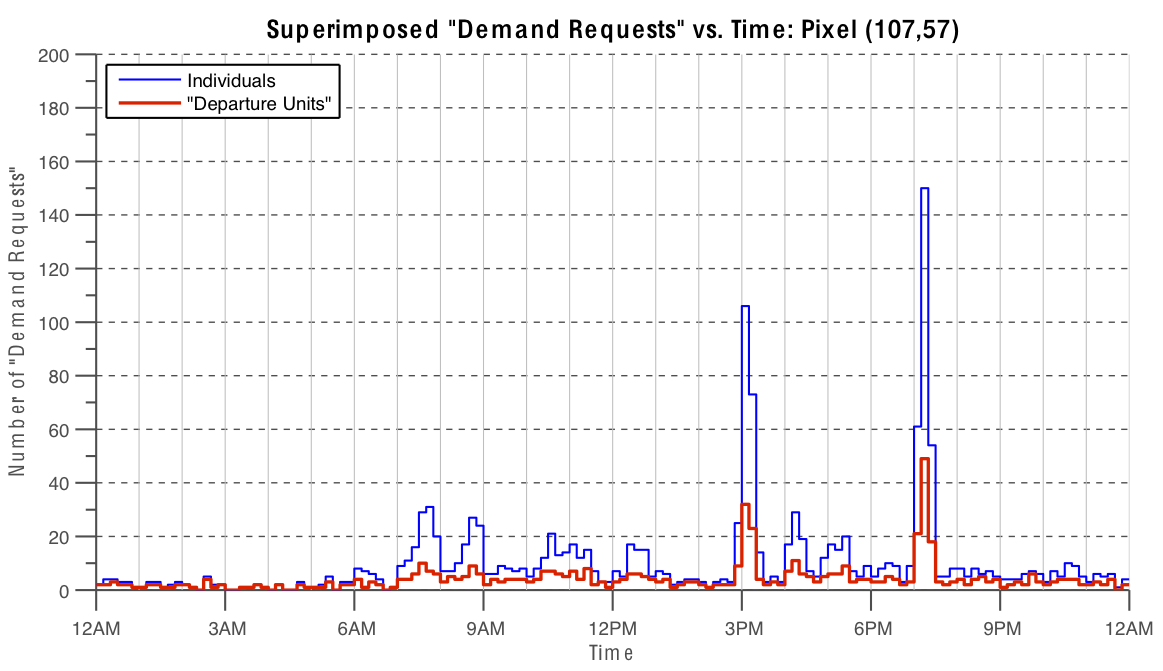 Superimposed "Demand Requests" vs. Time: Pixel (107,57)
Individuals
"Departure Units"
Number of "Demand Requests"
200
180
160
140
120
100
80
60
40
20
0
12AM 3AM 6AM 9AM 12PM 3PM 6PM 9PM 12AM
Time